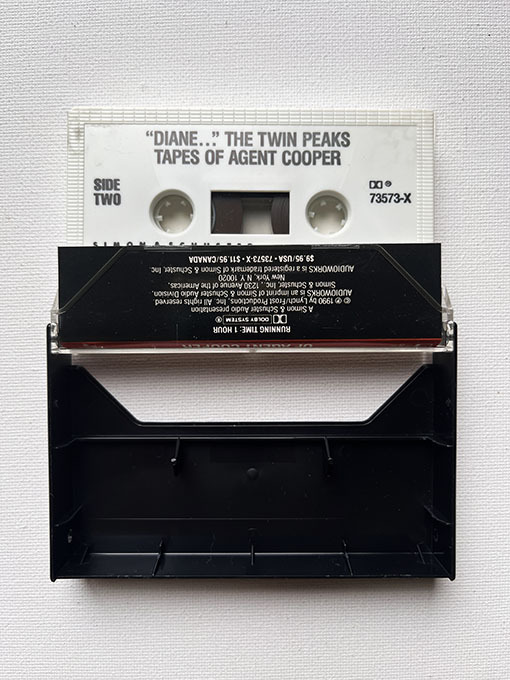 "DIANE..." THE TWIN PEAKS
TAPES OF AGENT COOPER
SIDE
TWO
73573-X
SIMON & SCHUSTER
RUNNING TIME: 1 HOUR
DOLBY SYSTEM
A Simon & Schuster Audio presentation
℗ © 1990 by Lynch/Frost Productions, Inc. All rights reserved.
AUDIOWORKS is an imprint of Simon & Schuster Audio Division
Simon & Schuster, Inc., 1230 Avenue of the Americas,
New York, N.Y. 10020
AUDIOWORKS is a registered trademark of Simon & Schuster, Inc.
$9.95/USA • 73573-X • $11.95/CANADA
OF AGENT COOPER